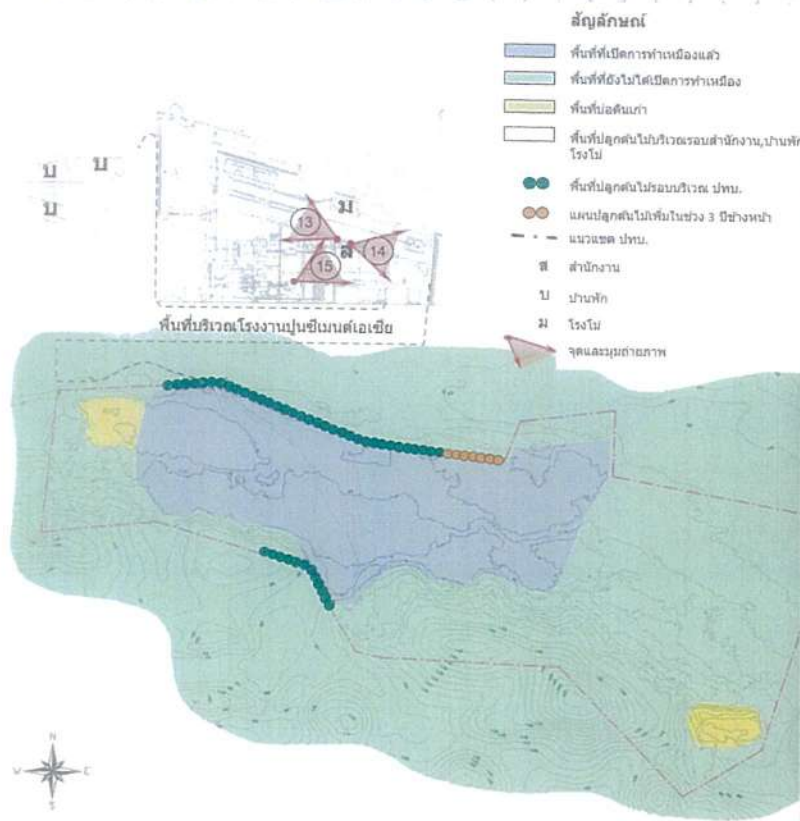 สัญลักษณ์
พื้นที่ที่เปิดการทำเหมืองแล้ว
พื้นที่ที่ยังไม่ได้เปิดการทำเหมือง
พื้นที่บ่อดินเก่า
พื้นที่ปลูกต้นไม้บริเวณรอบสำนักงาน,บ้านพัก
โรงโม่
พื้นที่ปลูกต้นไม้รอบบริเวณ ปทบ.
แผนปลูกต้นไม้เพิ่มในช่วง 3 ปีข้างหน้า
แนวเขต ปทบ.
ส สำนักงาน
บ บ้านพัก
ม โรงโม่
จุดและมุมถ่ายภาพ
บ บ
บ
ม
13
ส 14
15
พื้นที่บริเวณโรงงานปูนซีเมนต์เอเซีย
N
W E
S